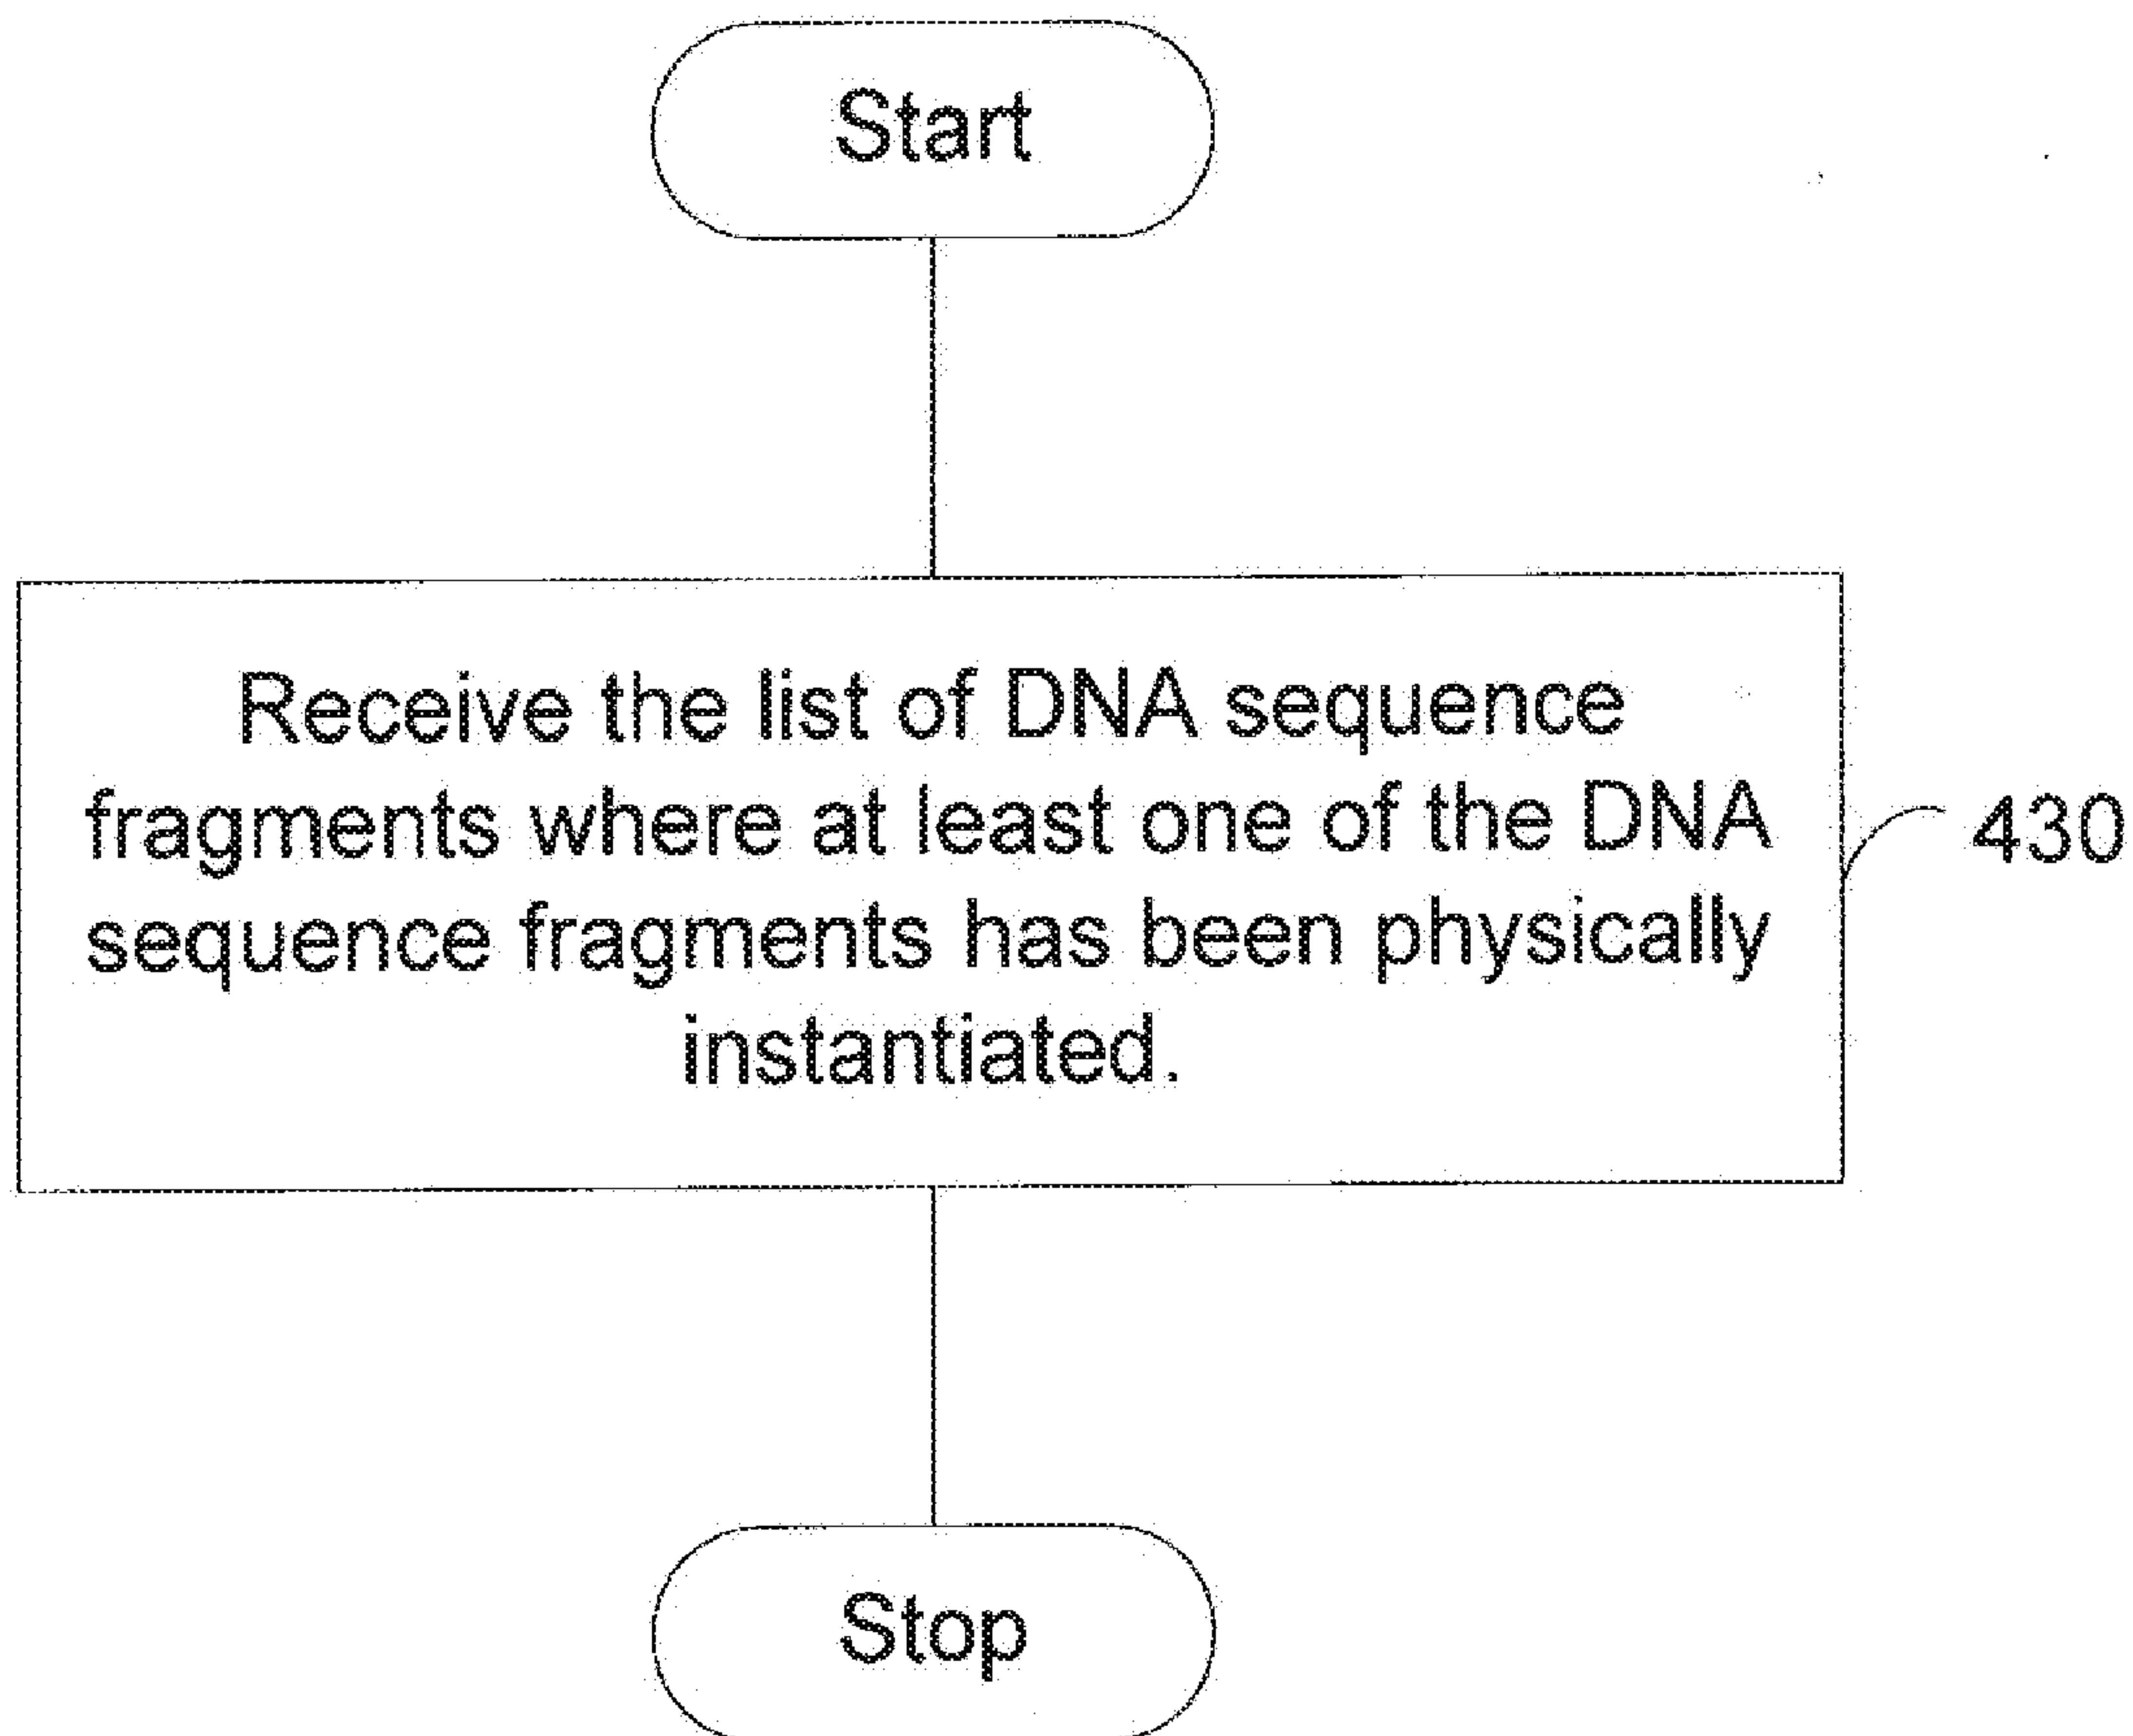 Start
Receive the list of DNA sequence
fragments where at least one of the DNA
sequence fragments has been physically
instantiated.
430
Stop